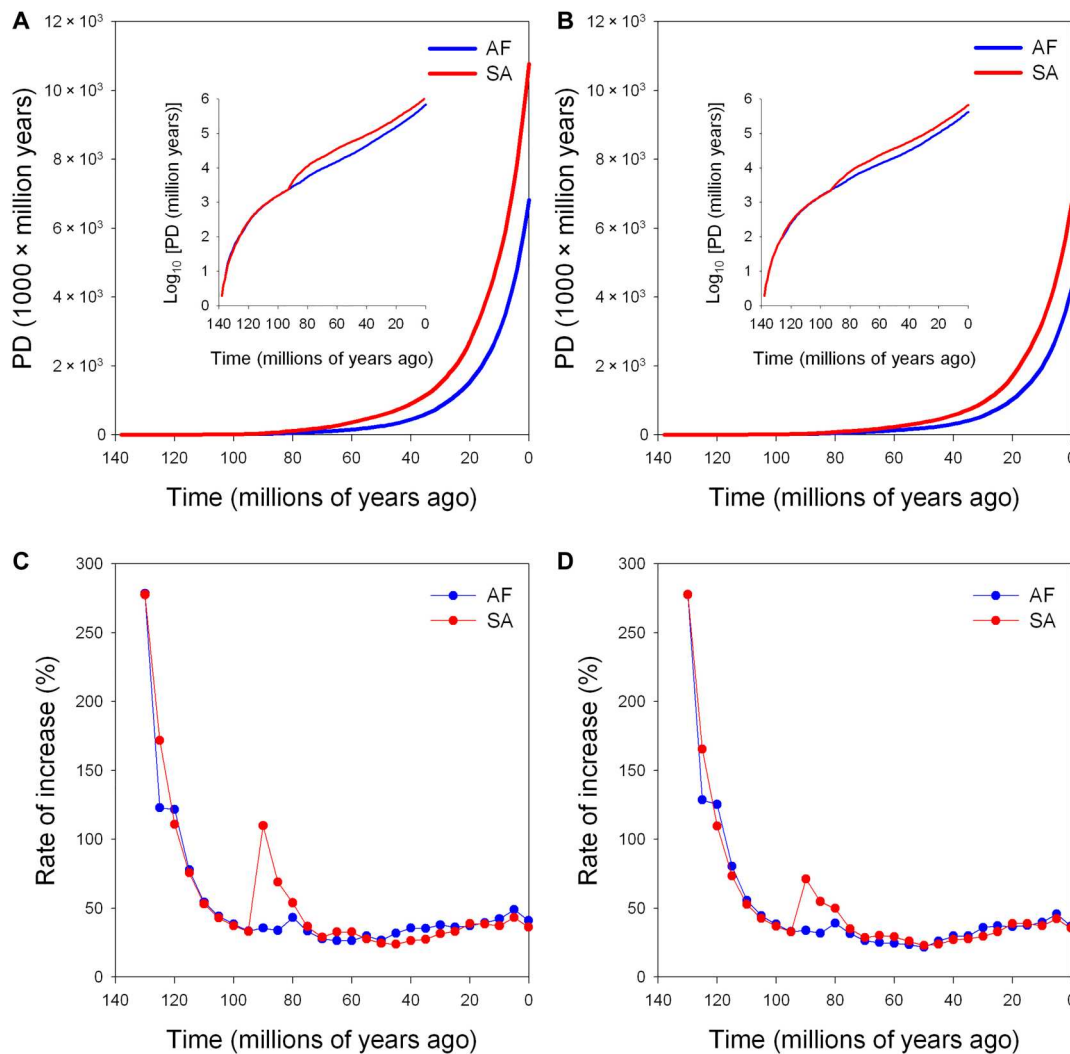 A
12 × 10³
10 × 10³
8 × 10³
6 × 10³
4 × 10³
2 × 10³
0
PD (1000 × million years)
AF
SA
6
5
4
3
2
1
0
Log₁₀ [PD (million years)]
140 120 100 80 60 40 20 0
Time (millions of years ago)
140 120 100 80 60 40 20 0
Time (millions of years ago)
B
12 × 10³
10 × 10³
8 × 10³
6 × 10³
4 × 10³
2 × 10³
0
PD (1000 × million years)
AF
SA
6
5
4
3
2
1
0
Log₁₀ [PD (million years)]
140 120 100 80 60 40 20 0
Time (millions of years ago)
140 120 100 80 60 40 20 0
Time (millions of years ago)
C
300
250
200
150
100
50
0
Rate of increase (%)
AF
SA
140 120 100 80 60 40 20 0
Time (millions of years ago)
D
300
250
200
150
100
50
0
Rate of increase (%)
AF
SA
140 120 100 80 60 40 20 0
Time (millions of years ago)